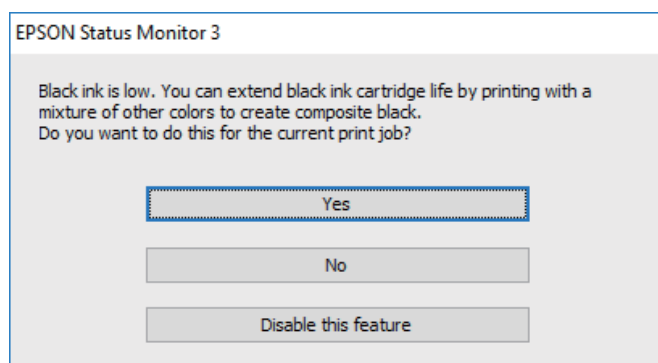 EPSON Status Monitor 3
Black ink is low. You can extend black ink cartridge life by printing with a
mixture of other colors to create composite black.
Do you want to do this for the current print job?
Yes
No
Disable this feature